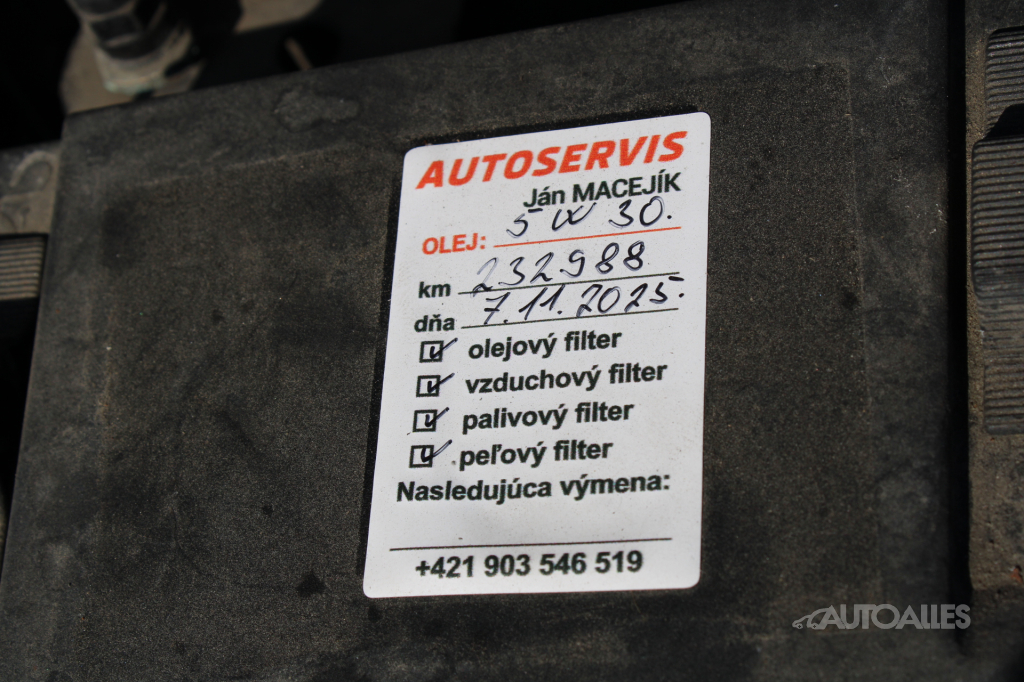 AUTOSERVIS
Ján MACEJÍK
OLEJ: 5 W 30.
km 232988
dňa 7.11.2025.
olejový filter
vzduchový filter
palivový filter
peľový filter
Nasledujúca výmena:
+421 903 546 519
AUTOALLES